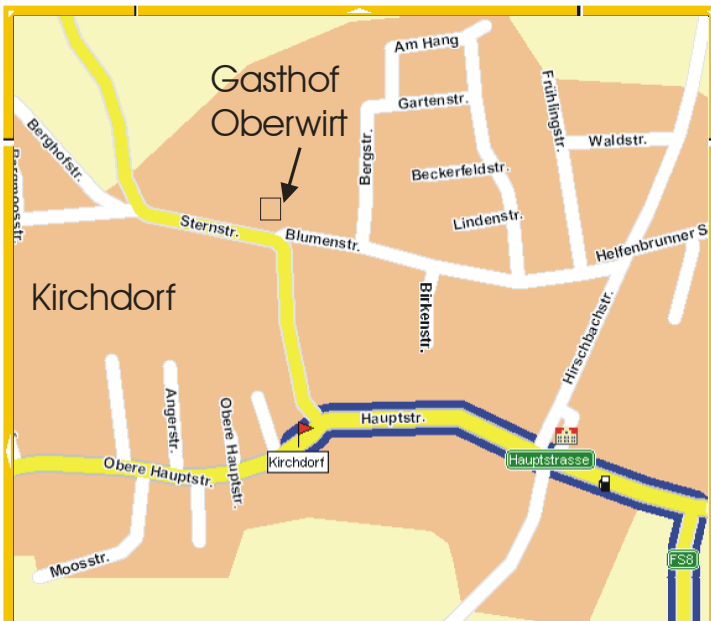 Am Hang
Gasthof
Oberwirt
Frühlingstr.
Gartenstr.
Berghofstr.
Bergstr.
Waldstr.
Bergmoosstr.
Beckerfeldstr.
Lindenstr.
Sternstr.
Blumenstr.
Helfenbrunner S
Kirchdorf
Birkenstr.
Hirschbachstr.
Angerstr.
Obere Hauptstr.
Hauptstr.
Kirchdorf
Hauptstrasse
Obere Hauptstr.
Moosstr.
FS8